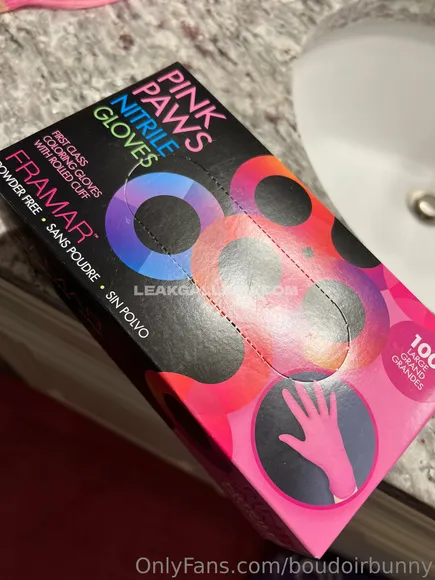 PINK
PAWS
NITRILE
GLOVES
FIRST CLASS
COLORING GLOVES
WITH ROLLED CUFF
FRAMAR™
POWDER FREE • SANS POUDRE • SIN POLVO
100
LARGE
GRAND
GRANDES
OnlyFans.com/boudoirbunny